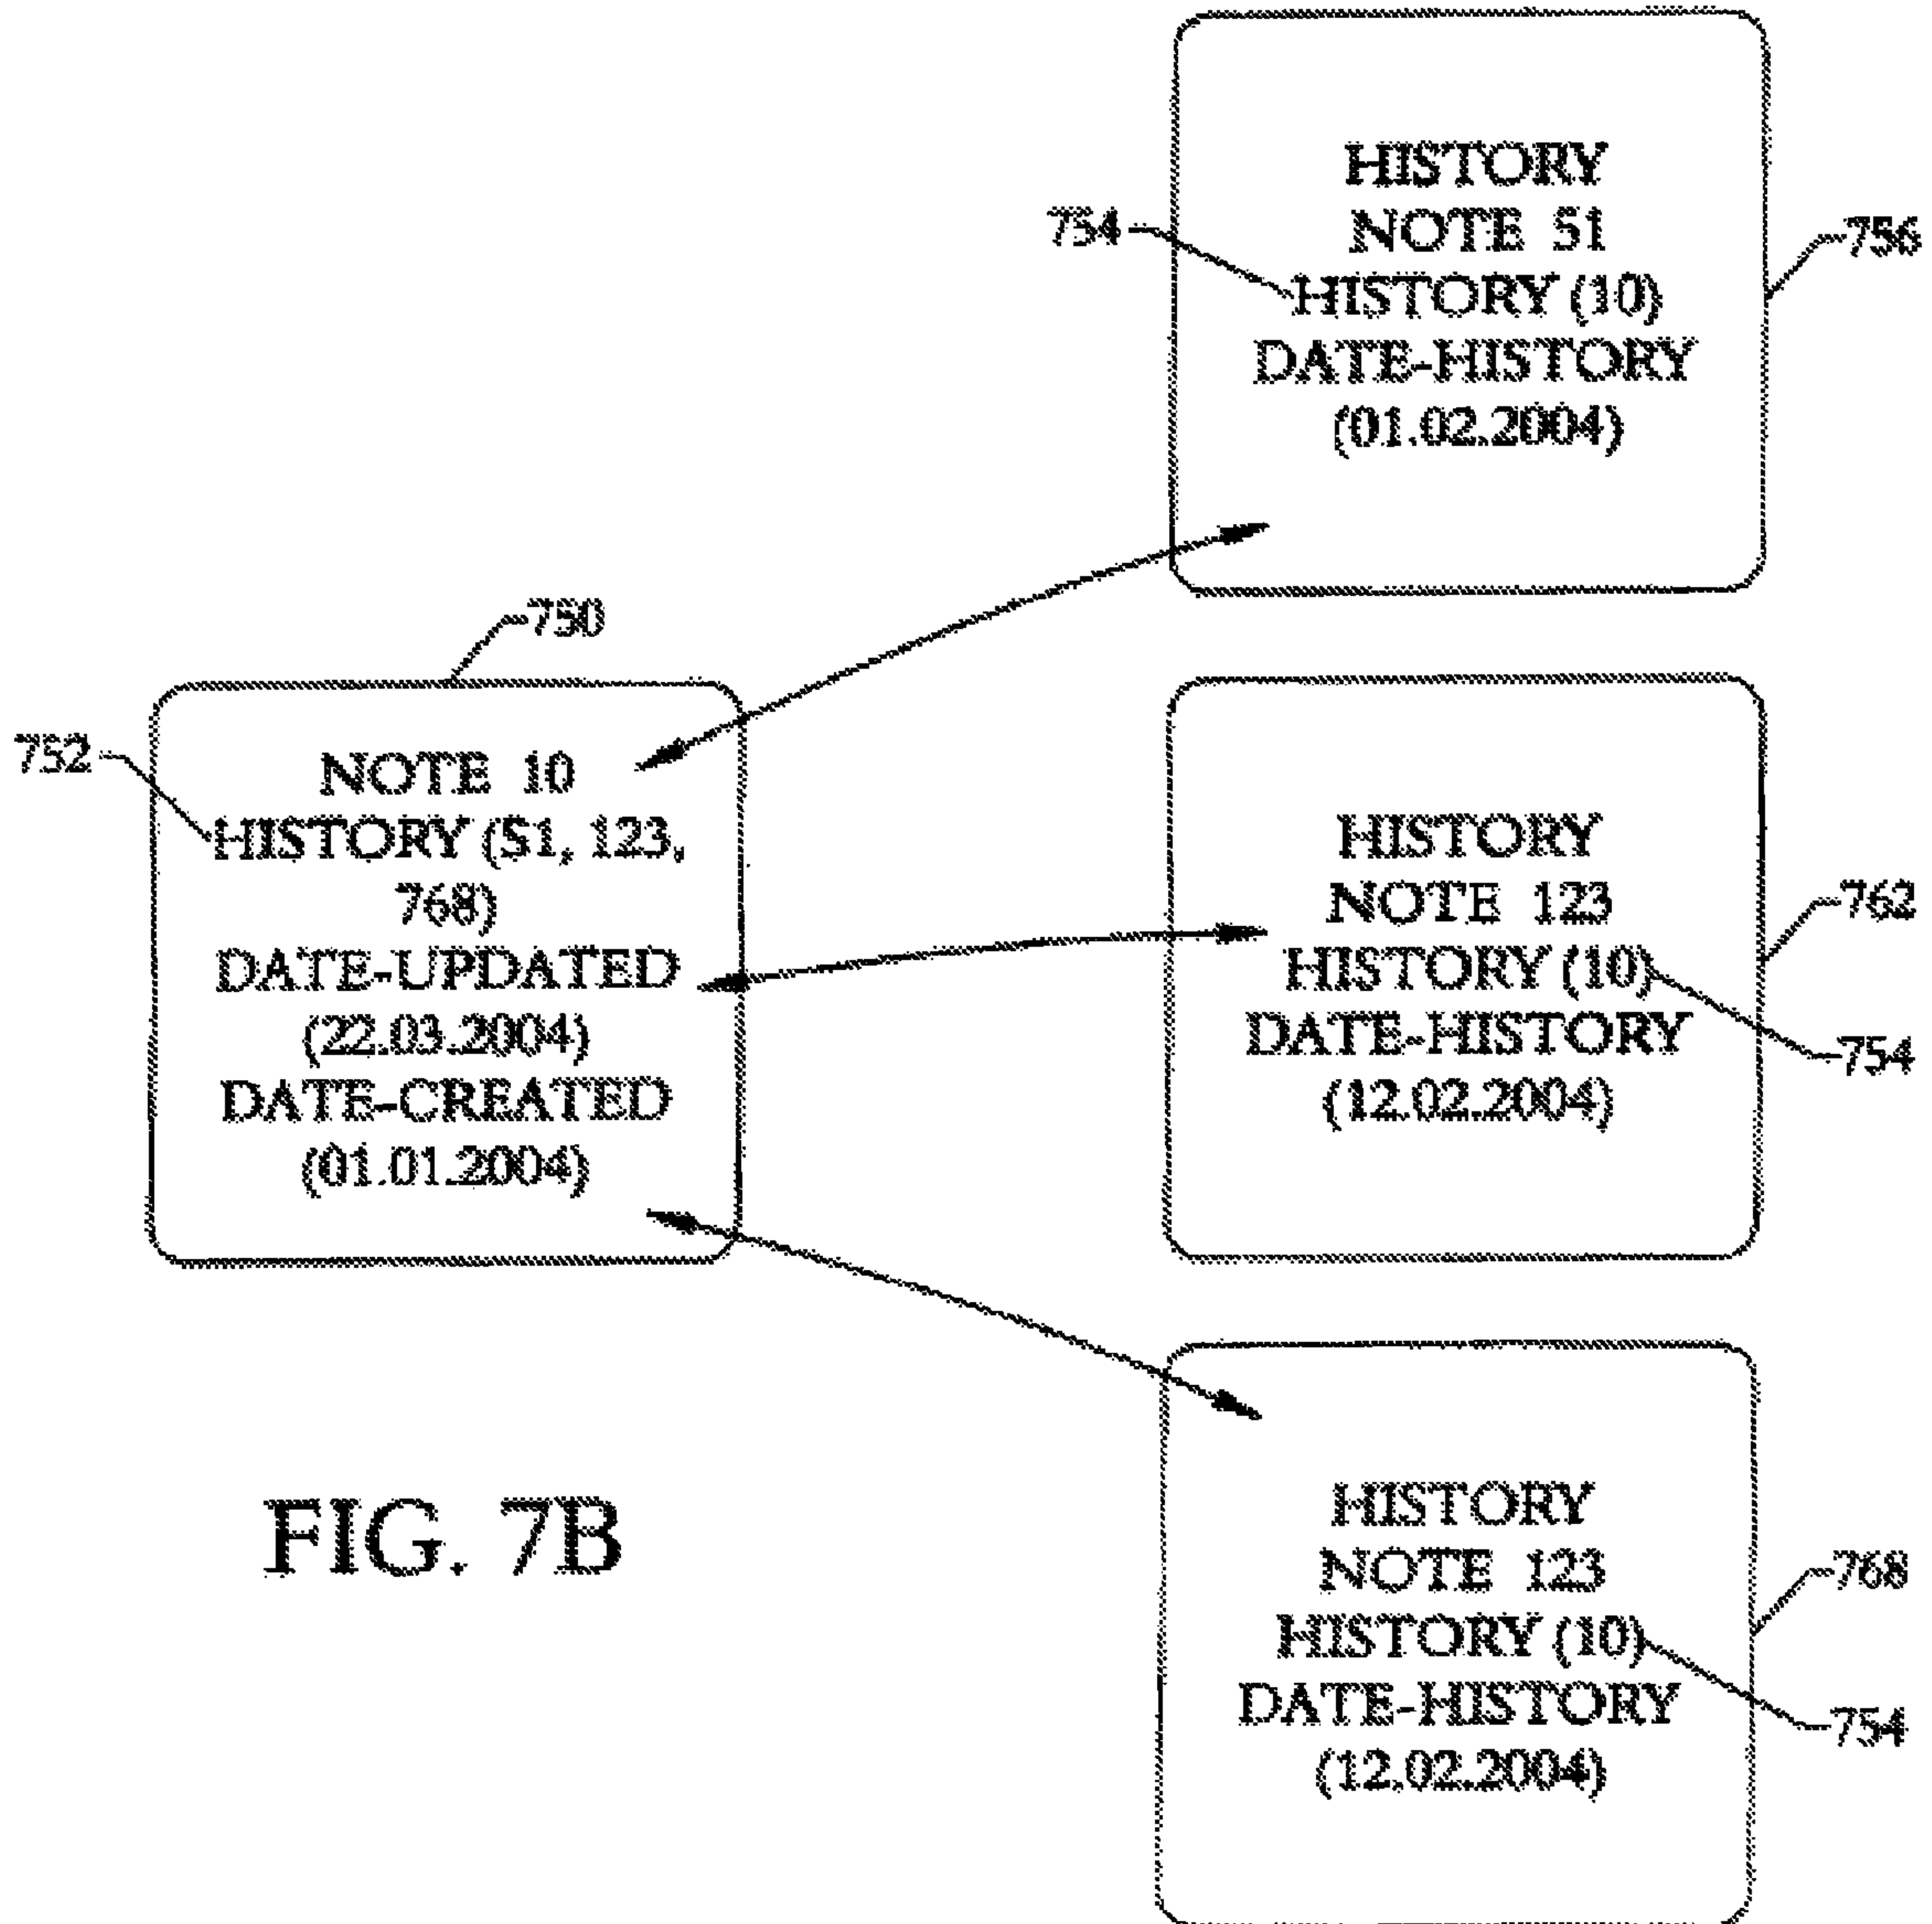 HISTORY
NOTE 51
HISTORY (10)
DATE-HISTORY
(01.02.2004)
754
756
750
752
NOTE 10
HISTORY (51, 123,
768)
DATE-UPDATED
(22.03.2004)
DATE-CREATED
(01.01.2004)
HISTORY
NOTE 123
HISTORY (10)
DATE-HISTORY
(12.02.2004)
762
754
HISTORY
NOTE 123
HISTORY (10)
DATE-HISTORY
(12.02.2004)
768
754
FIG. 7B